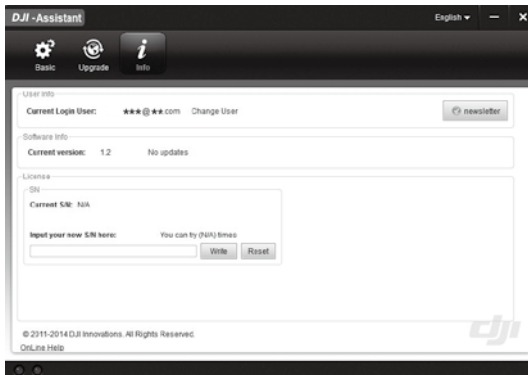 DJI-Assistant
English
Basic
Upgrade
Info
User Info
Current Login User: ★★★@★★.com Change User
newsletter
Software Info
Current version: 1.2 No updates
License
SN
Current S/N: N/A
Input your new S/N here: You can try (N/A) times
Write Reset
© 2011-2014 DJI Innovations. All Rights Reserved.
OnLine Help
dji